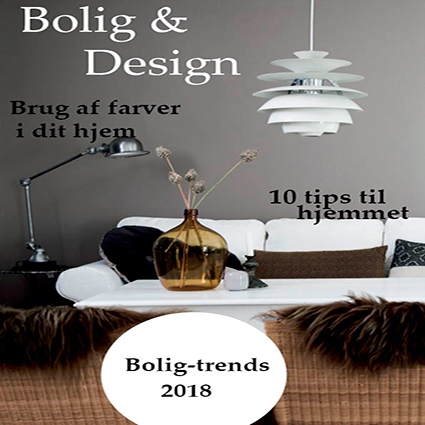 Bolig &
Design
Brug af farver
i dit hjem
10 tips til
hjemmet
Bolig-trends
2018